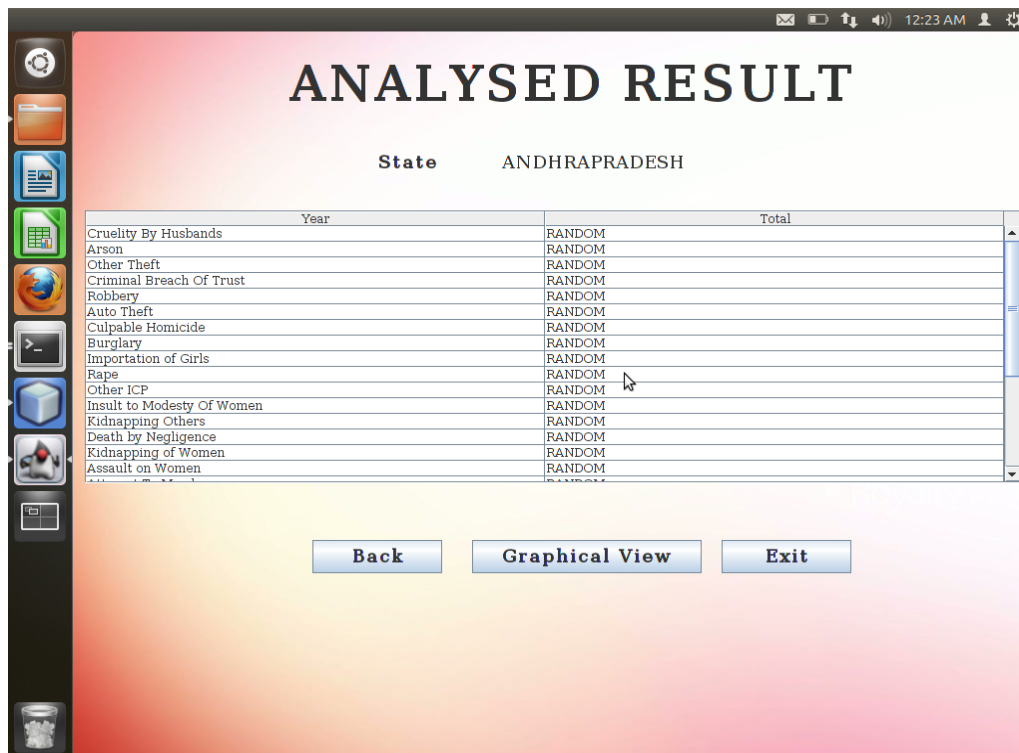 12:23 AM
ANALYSED RESULT
State ANDHRAPRADESH
Year Total
Cruelity By Husbands RANDOM
Arson RANDOM
Other Theft RANDOM
Criminal Breach Of Trust RANDOM
Robbery RANDOM
Auto Theft RANDOM
Culpable Homicide RANDOM
Burglary RANDOM
Importation of Girls RANDOM
Rape RANDOM
Other ICP RANDOM
Insult to Modesty Of Women RANDOM
Kidnapping Others RANDOM
Death by Negligence RANDOM
Kidnapping of Women RANDOM
Assault on Women RANDOM
Back Graphical View Exit